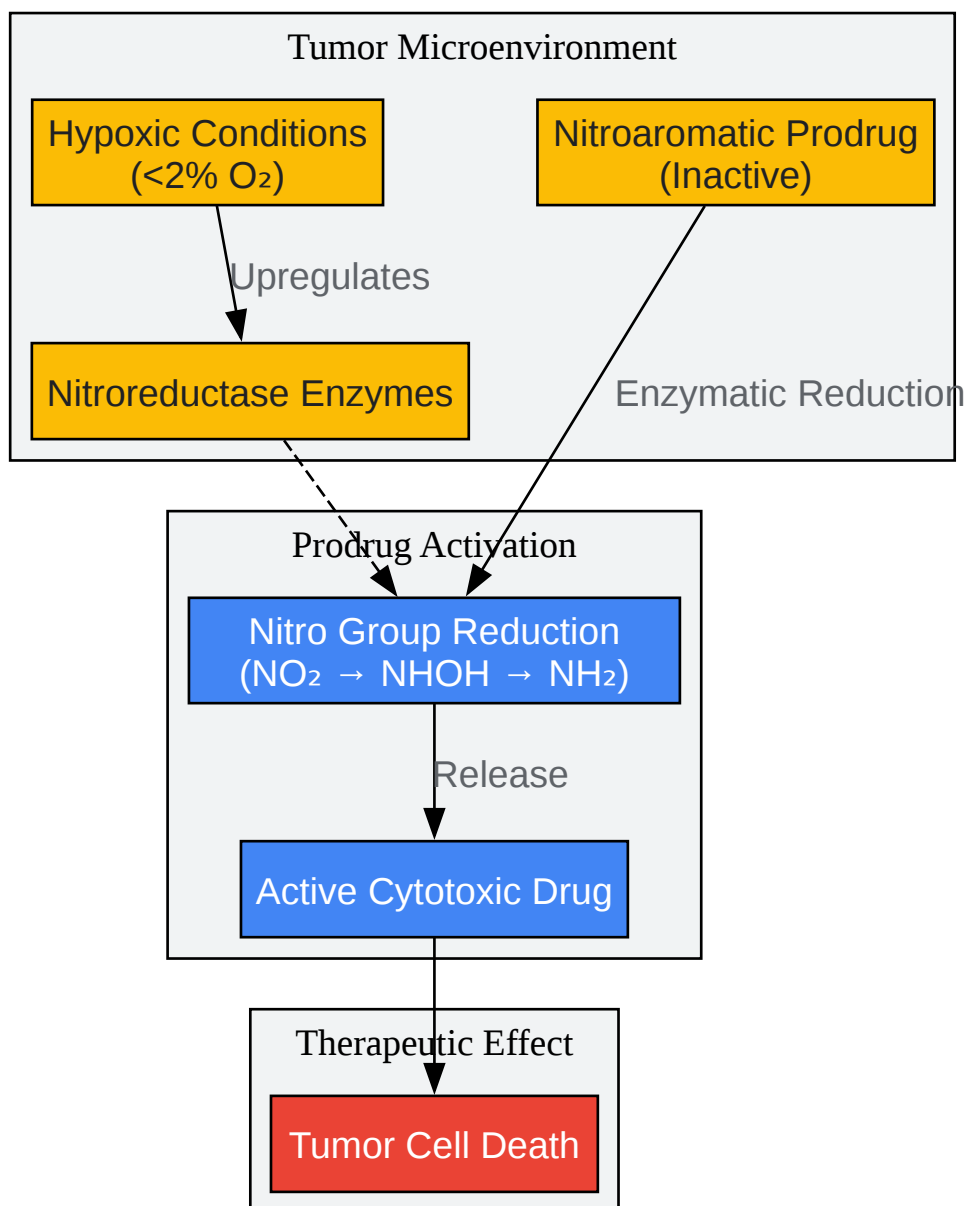 Tumor Microenvironment
Hypoxic Conditions
(<2% O₂)
Nitroaromatic Prodrug
(Inactive)
Upregulates
Nitroreductase Enzymes
Enzymatic Reduction
Prodrug Activation
Nitro Group Reduction
(NO₂ → NHOH → NH₂)
Release
Active Cytotoxic Drug
Therapeutic Effect
Tumor Cell Death